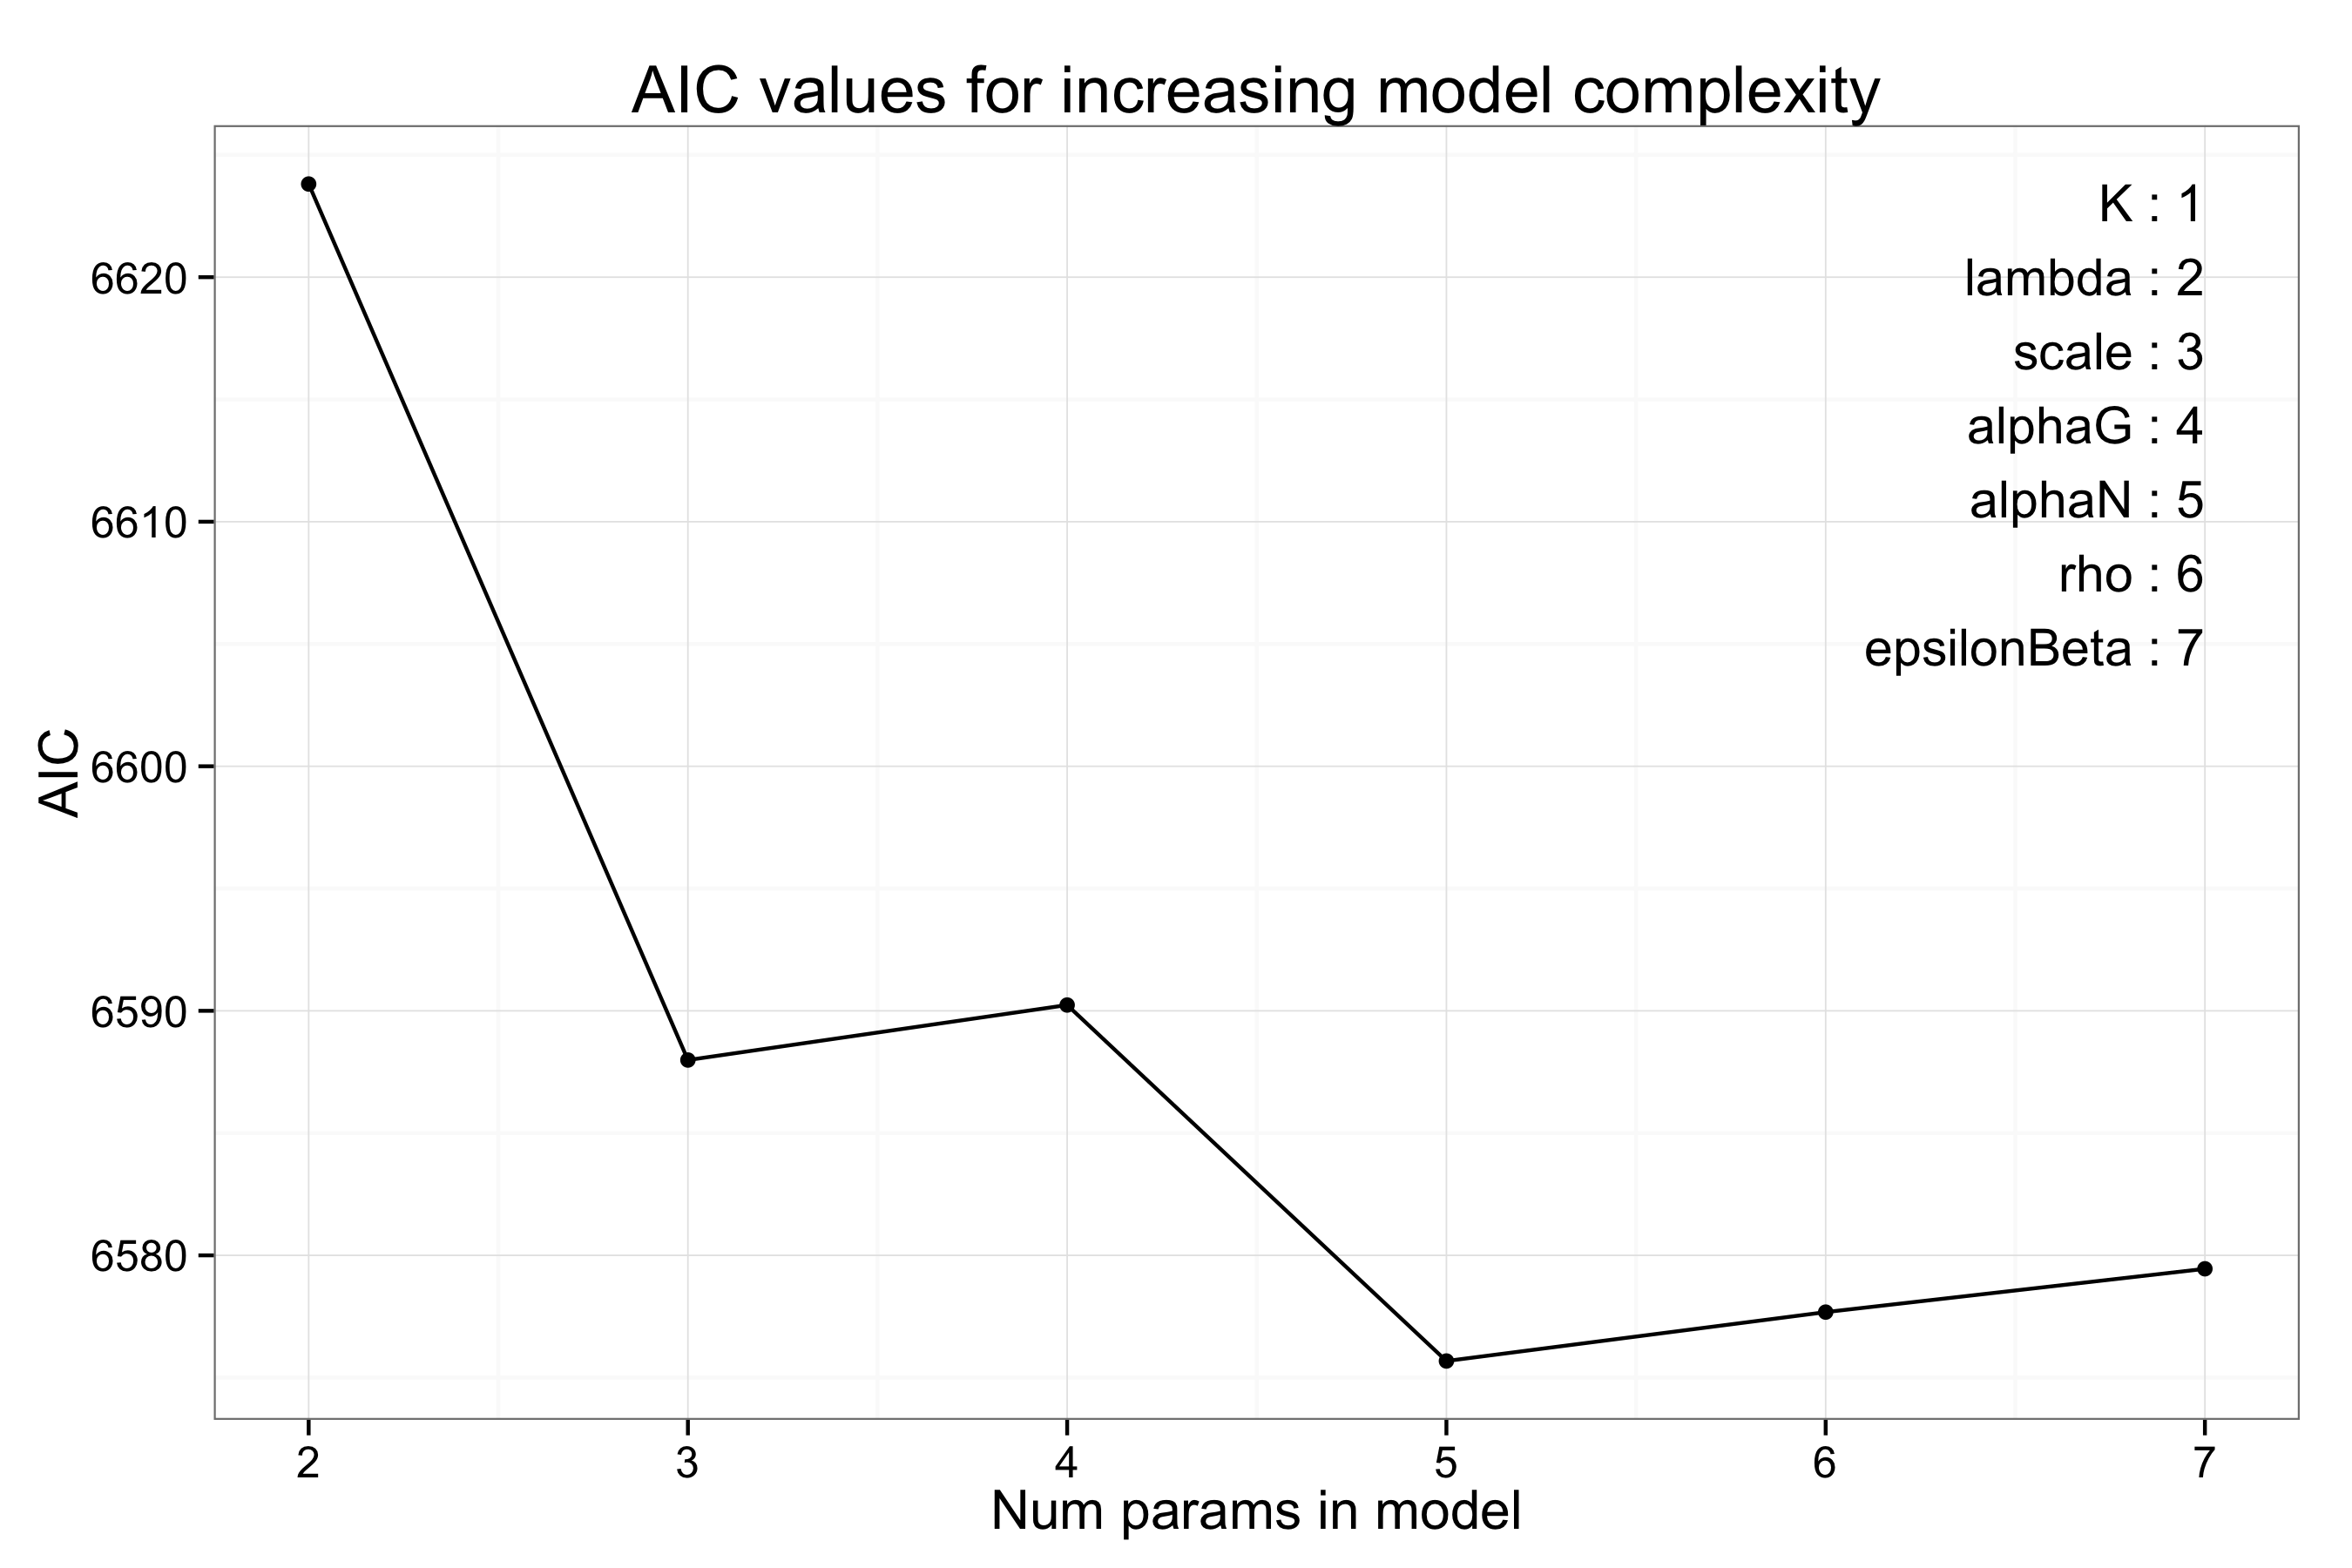 AIC values for increasing model complexity
K : 1
lambda : 2
scale : 3
alphaG : 4
alphaN : 5
rho : 6
epsilonBeta : 7
AIC
6620
6610
6600
6590
6580
2 3 4 5 6 7
Num params in model